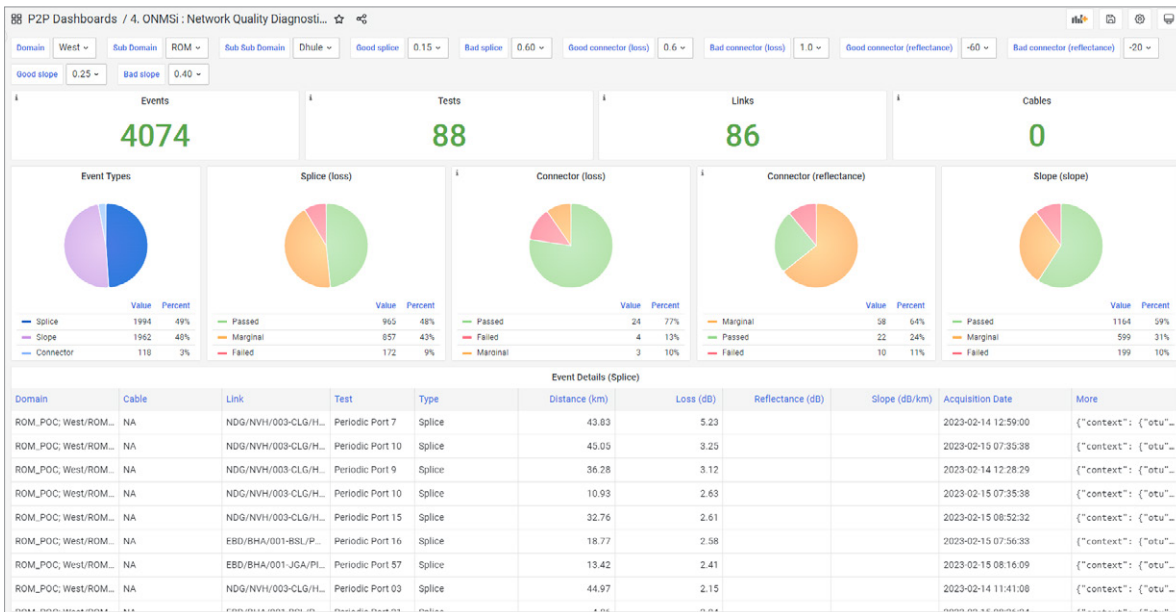 P2P Dashboards / 4. ONMSi : Network Quality Diagnosti...
Domain West Sub Domain ROM Sub Sub Domain Dhule Good splice 0.15 Bad splice 0.60 Good connector (loss) 0.6 Bad connector (loss) 1.0 Good connector (reflectance) -60 Bad connector (reflectance) -20
Good slope 0.25 Bad slope 0.40
Events Tests Links Cables
4074 88 86 0
Event Types Splice (loss) Connector (loss) Connector (reflectance) Slope (slope)
Value Percent Value Percent Value Percent Value Percent Value Percent
Splice 1994 49% Passed 965 48% Passed 24 77% Marginal 58 64% Passed 1164 59%
Slope 1962 48% Marginal 857 43% Failed 4 13% Passed 22 24% Marginal 599 31%
Connector 118 3% Failed 172 9% Marginal 3 10% Failed 10 11% Failed 199 10%
Event Details (Splice)
Domain Cable Link Test Type Distance (km) Loss (dB) Reflectance (dB) Slope (dB/km) Acquisition Date More
ROM_POC; West/ROM... NA NDG/NVH/003-CLG/H... Periodic Port 7 Splice 43.83 5.23 2023-02-14 12:59:00 {"context": {"otu"...
ROM_POC; West/ROM... NA NDG/NVH/003-CLG/H... Periodic Port 10 Splice 45.05 3.25 2023-02-15 07:35:38 {"context": {"otu"...
ROM_POC; West/ROM... NA NDG/NVH/003-CLG/H... Periodic Port 9 Splice 36.28 3.12 2023-02-14 12:28:29 {"context": {"otu"...
ROM_POC; West/ROM... NA NDG/NVH/003-CLG/H... Periodic Port 10 Splice 10.93 2.63 2023-02-15 07:35:38 {"context": {"otu"...
ROM_POC; West/ROM... NA NDG/NVH/003-CLG/H... Periodic Port 15 Splice 32.76 2.61 2023-02-15 08:52:32 {"context": {"otu"...
ROM_POC; West/ROM... NA EBD/BHA/001-BSL/P... Periodic Port 16 Splice 18.77 2.58 2023-02-15 07:56:33 {"context": {"otu"...
ROM_POC; West/ROM... NA EBD/BHA/001-JGA/PI... Periodic Port 57 Splice 13.42 2.41 2023-02-15 08:16:09 {"context": {"otu"...
ROM_POC; West/ROM... NA NDG/NVH/003-CLG/H... Periodic Port 03 Splice 44.97 2.15 2023-02-14 11:41:08 {"context": {"otu"...